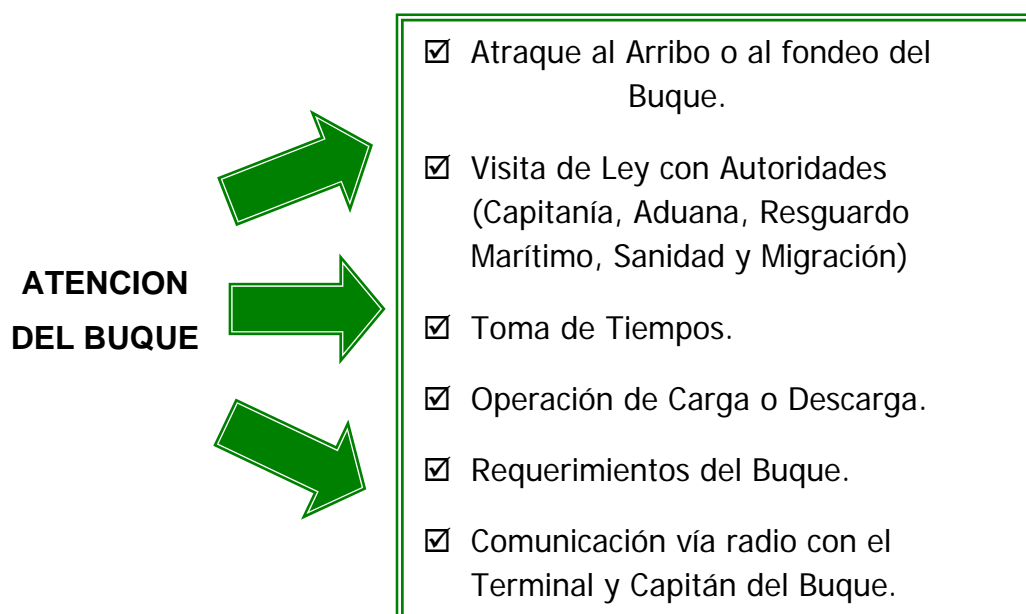 ATENCION
DEL BUQUE
☑ Atraque al Arribo o al fondeo del
Buque.
☑ Visita de Ley con Autoridades
(Capitanía, Aduana, Resguardo
Marítimo, Sanidad y Migración)
☑ Toma de Tiempos.
☑ Operación de Carga o Descarga.
☑ Requerimientos del Buque.
☑ Comunicación vía radio con el
Terminal y Capitán del Buque.